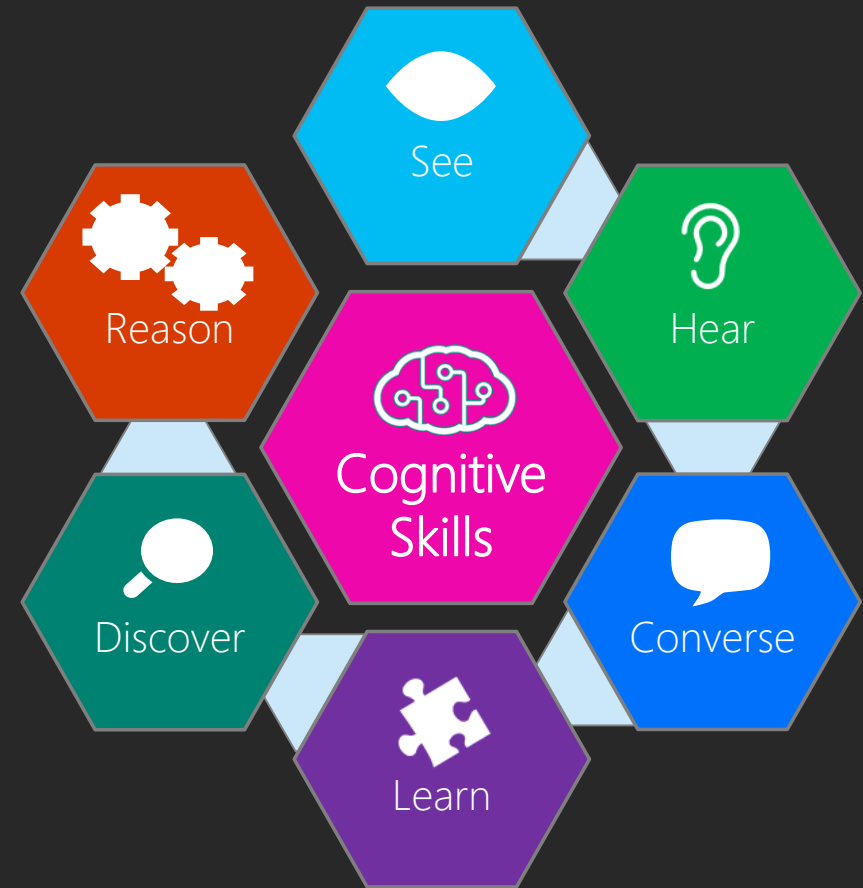 See
Hear
Reason
Cognitive
Skills
Converse
Discover
Learn